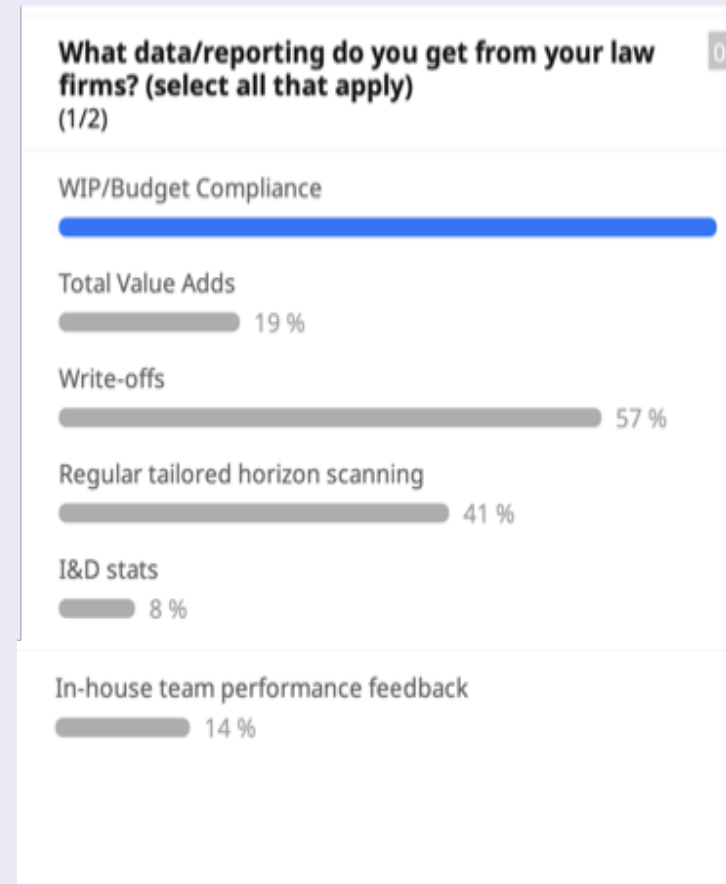 What data/reporting do you get from your law
firms? (select all that apply)
(1/2)
WIP/Budget Compliance
Total Value Adds
19 %
Write-offs
57 %
Regular tailored horizon scanning
41 %
I&D stats
8 %
In-house team performance feedback
14 %